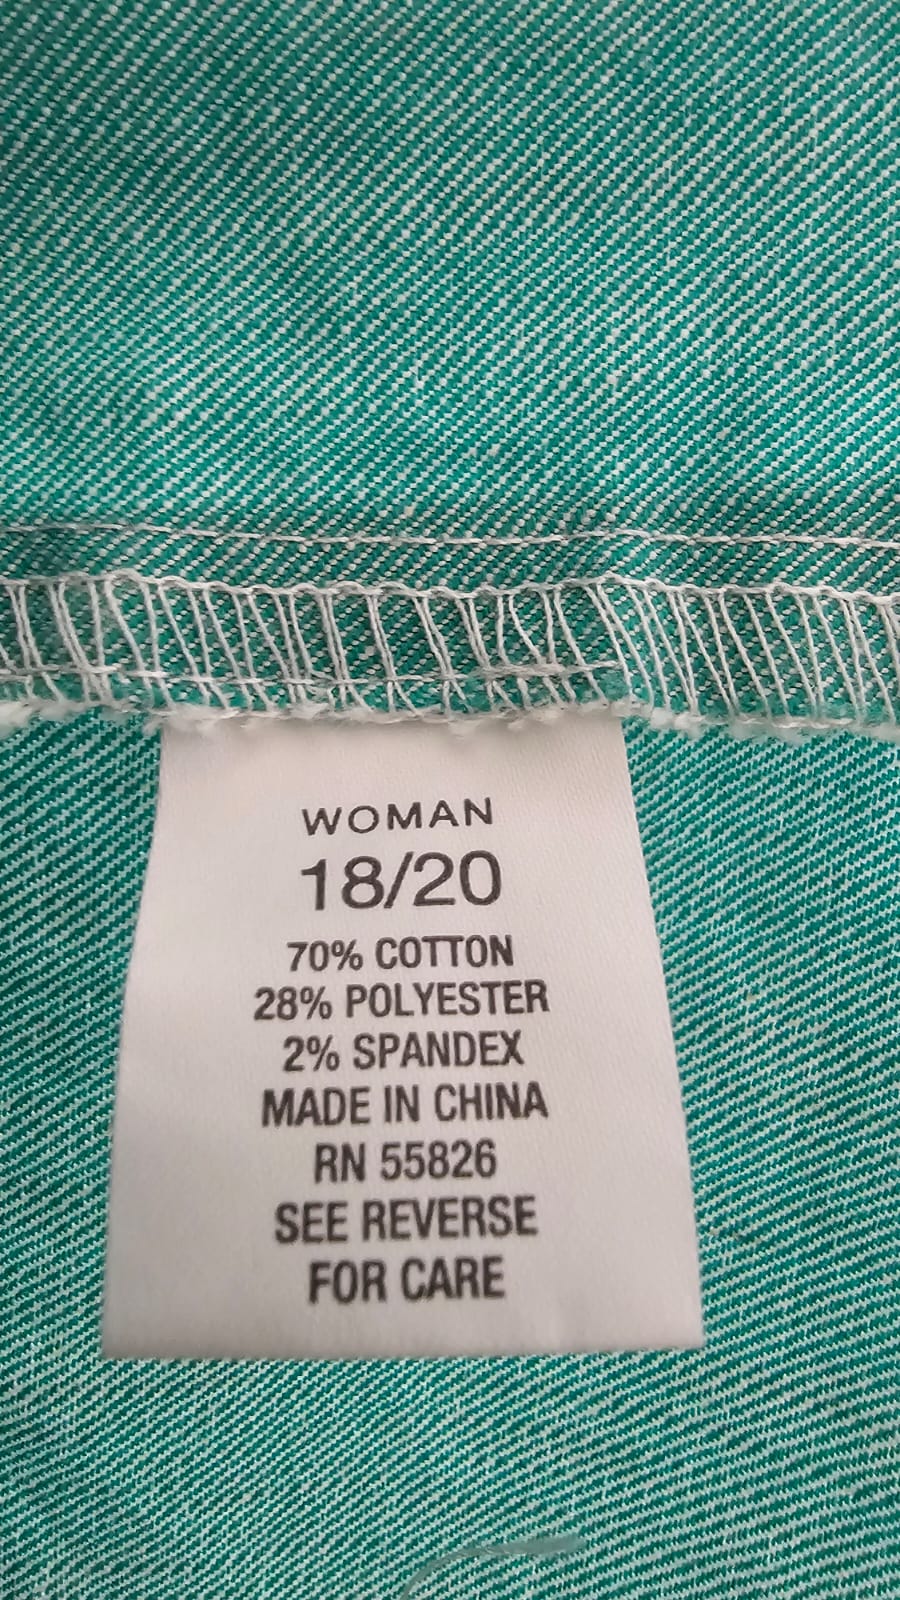 WOMAN
18/20
70% COTTON
28% POLYESTER
2% SPANDEX
MADE IN CHINA
RN 55826
SEE REVERSE
FOR CARE